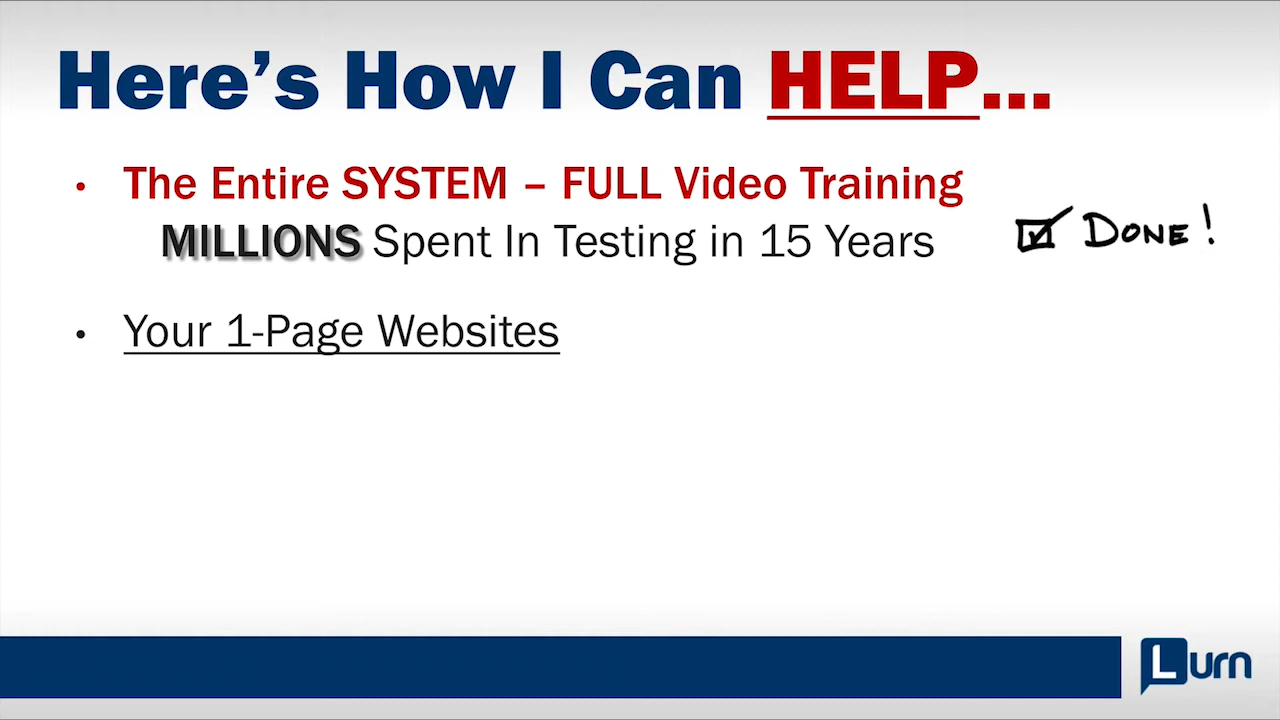 Here's How I Can HELP...
• The Entire SYSTEM – FULL Video Training
MILLIONS Spent In Testing in 15 Years
Done!
• Your 1-Page Websites
Lurn